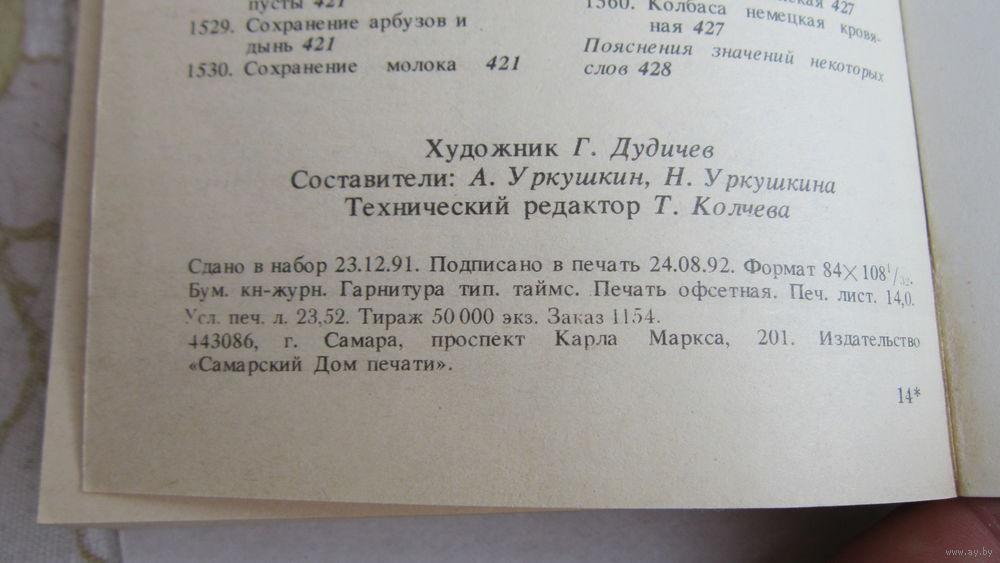 пусты 421
1529. Сохранение арбузов и
дынь 421
1530. Сохранение молока 421
427
1560. Колбаса немецкая кровя-
ная 427
Пояснения значений некоторых
слов 428
Художник Г. Дудичев
Составители: А. Уркушкин, Н. Уркушкина
Технический редактор Т. Колчева
Сдано в набор 23.12.91. Подписано в печать 24.08.92. Формат 84×108¹/₃₂.
Бум. кн-журн. Гарнитура тип. таймс. Печать офсетная. Печ. лист. 14,0.
Усл. печ. л. 23,52. Тираж 50 000 экз. Заказ 1154.
443086, г. Самара, проспект Карла Маркса, 201. Издательство
«Самарский Дом печати».
14*
www.ay.by